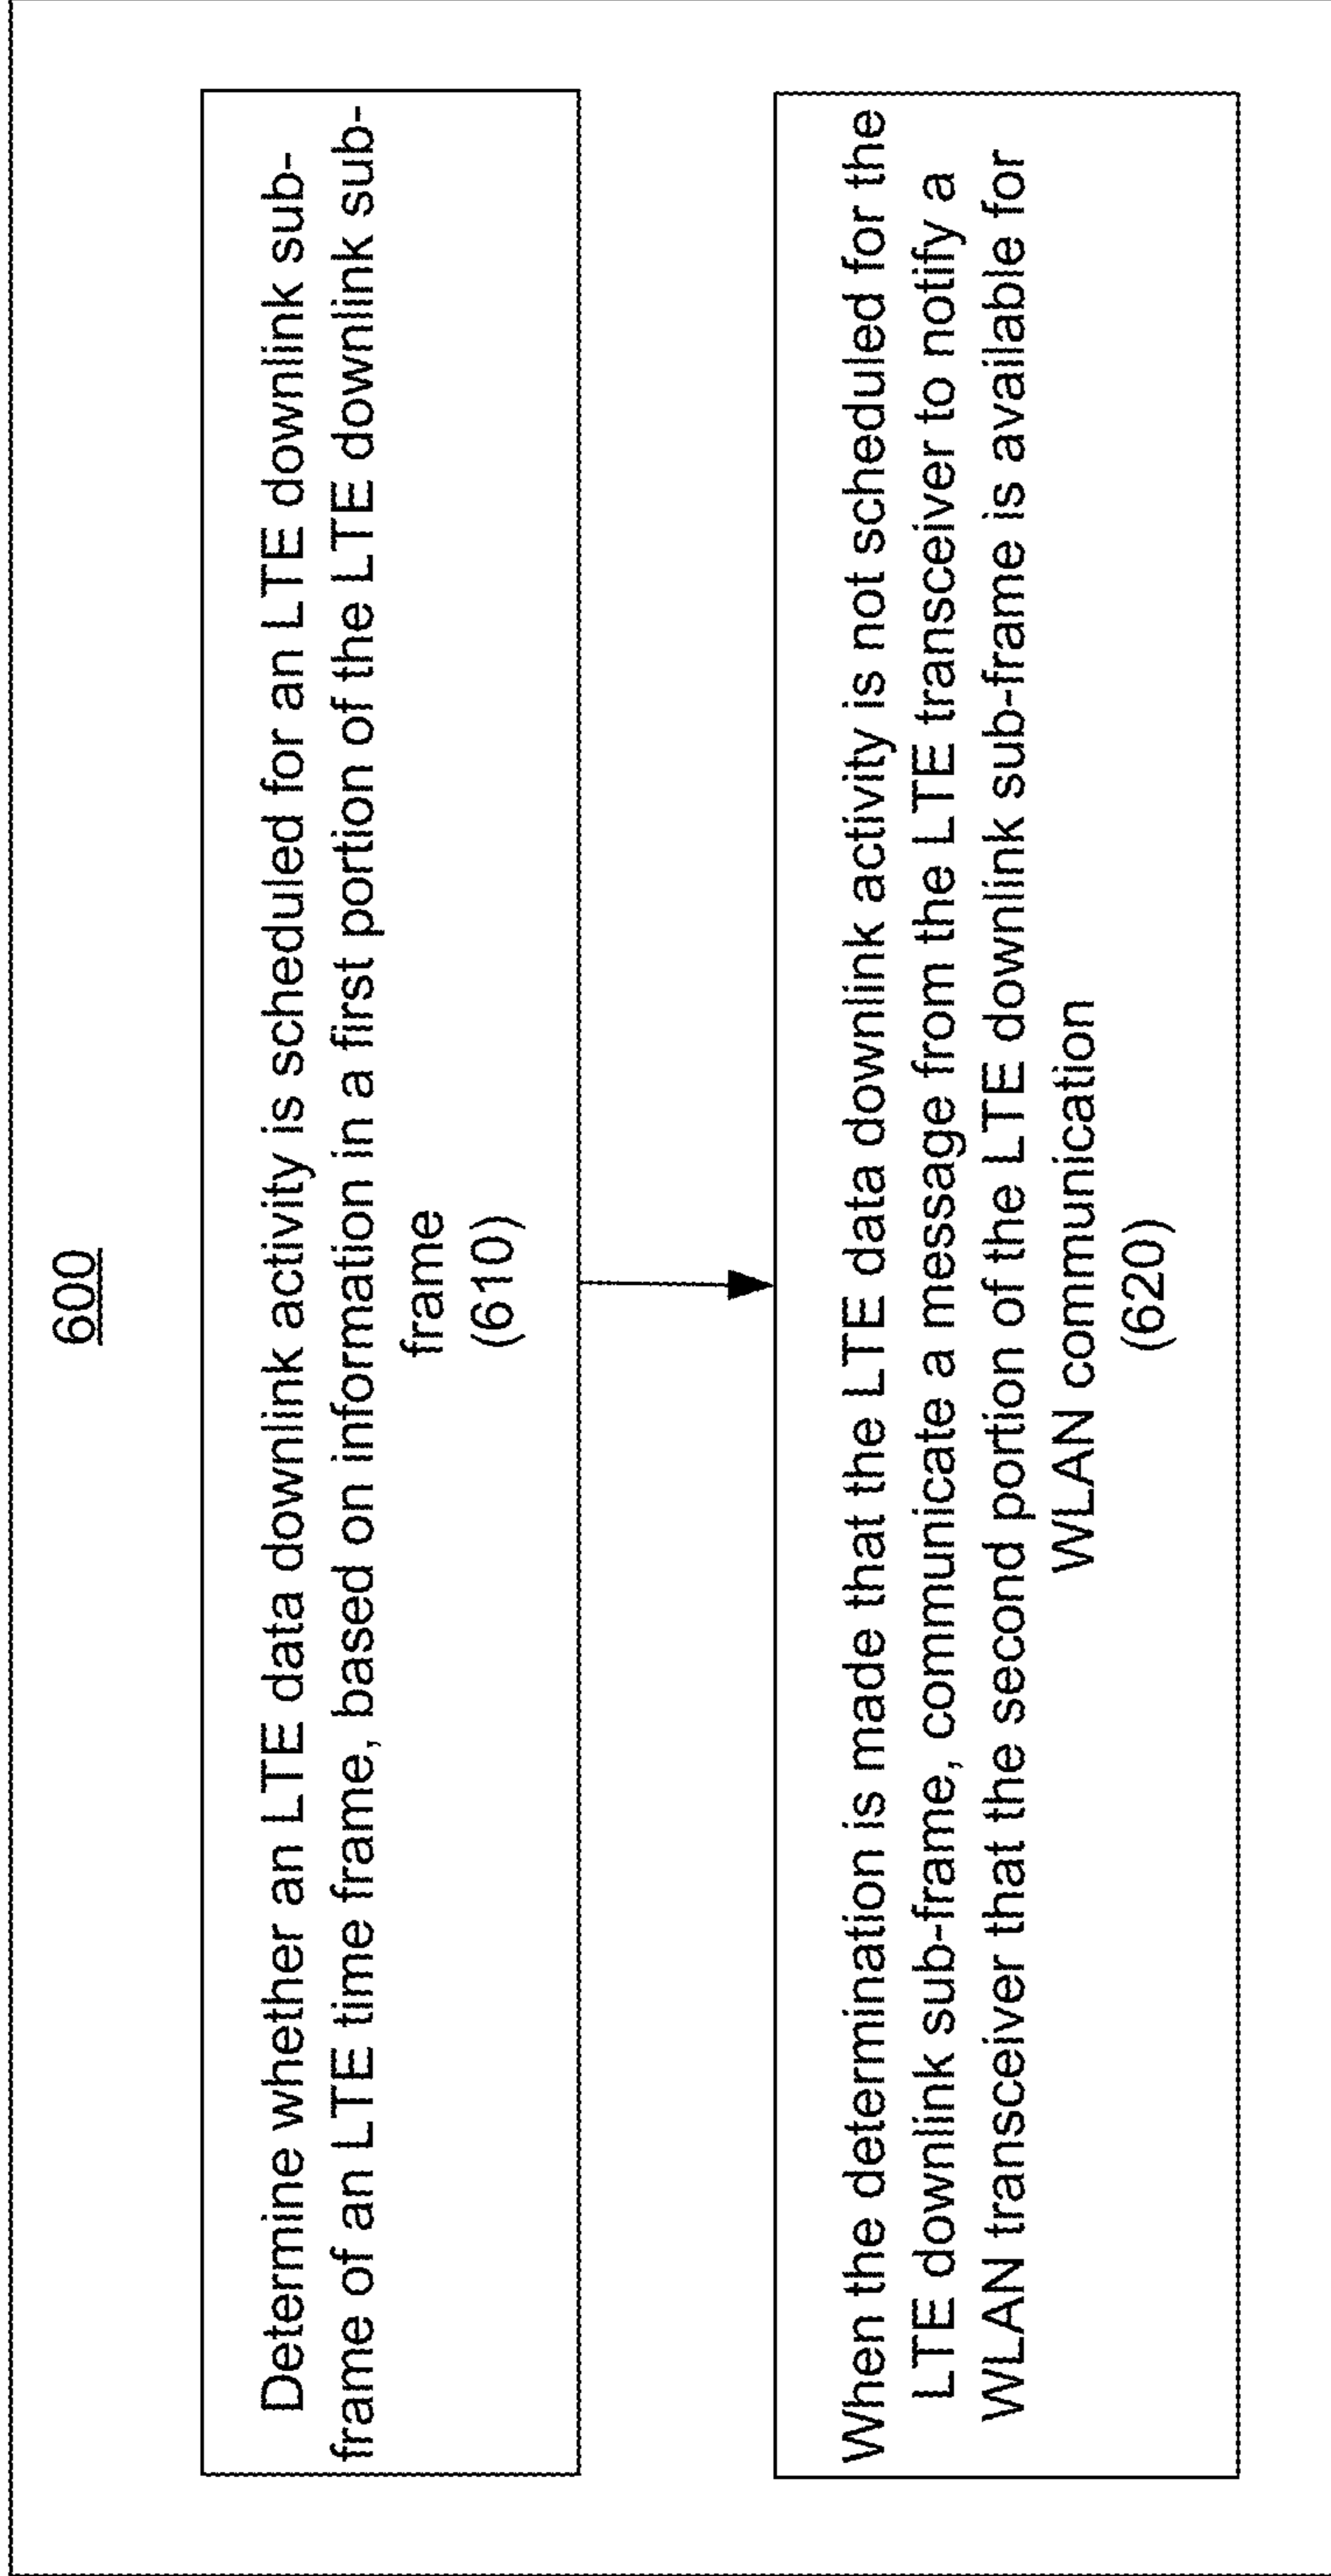 600
Determine whether an LTE data downlink activity is scheduled for an LTE downlink sub-
frame of an LTE time frame, based on information in a first portion of the LTE downlink sub-
frame
(610)
When the determination is made that the LTE data downlink activity is not scheduled for the
LTE downlink sub-frame, communicate a message from the LTE transceiver to notify a
WLAN transceiver that the second portion of the LTE downlink sub-frame is available for
WLAN communication
(620)